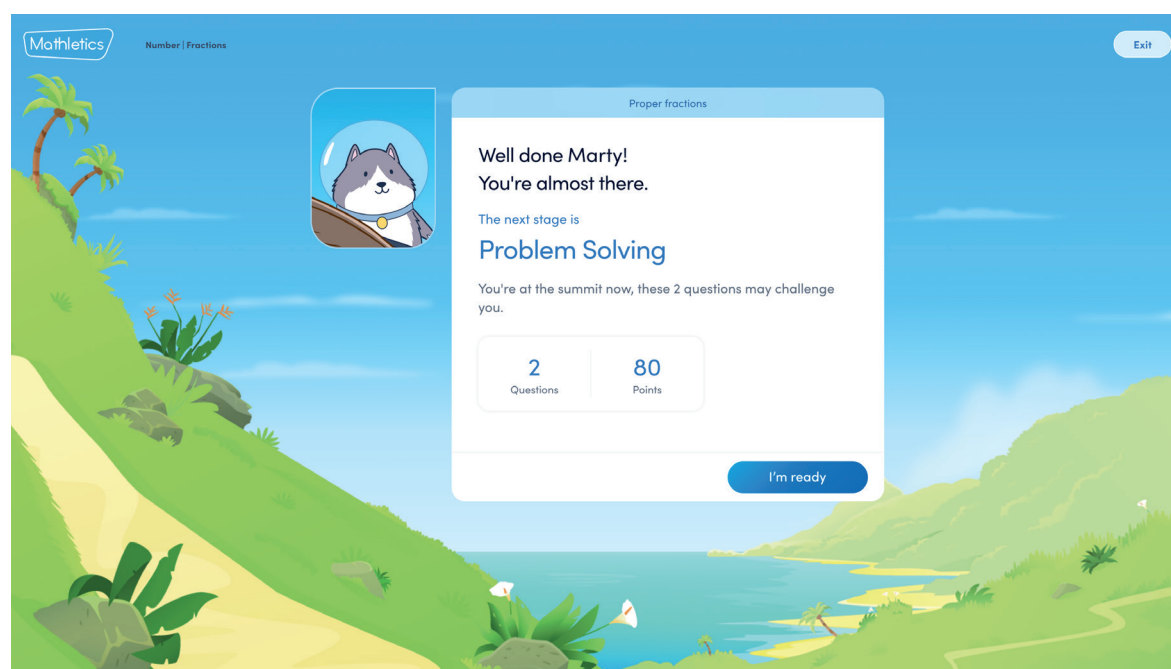 Mathletics
Number | Fractions
Exit
Proper fractions
Well done Marty!
You're almost there.
The next stage is
Problem Solving
You're at the summit now, these 2 questions may challenge
you.
2
Questions
80
Points
I'm ready